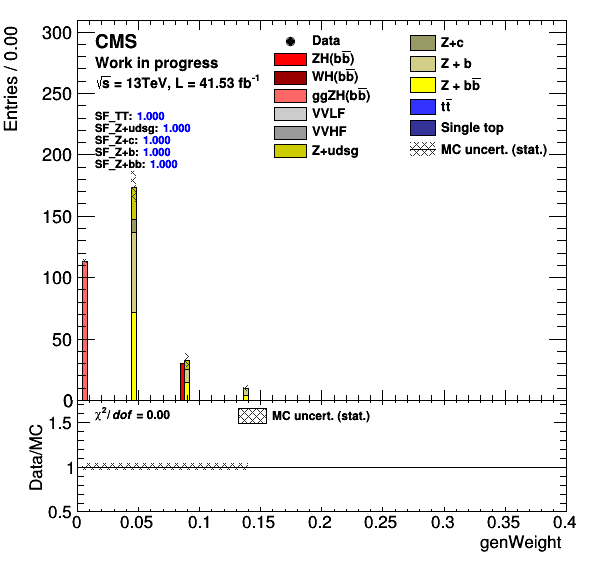 Entries / 0.00
300
250
200
150
100
50
0
CMS
Work in progress
√s = 13TeV, L = 41.53 fb⁻¹
SF_TT: 1.000
SF_Z+udsg: 1.000
SF_Z+c: 1.000
SF_Z+b: 1.000
SF_Z+bb: 1.000
Data
ZH(bb̅)
WH(bb̅)
ggZH(bb̅)
VVLF
VVHF
Z+udsg
Z+c
Z + b
Z + bb̅
tt̅
Single top
MC uncert. (stat.)
Data/MC
1.5
1
0.5
χ²/dof = 0.00
MC uncert. (stat.)
0 0.05 0.1 0.15 0.2 0.25 0.3 0.35 0.4
genWeight